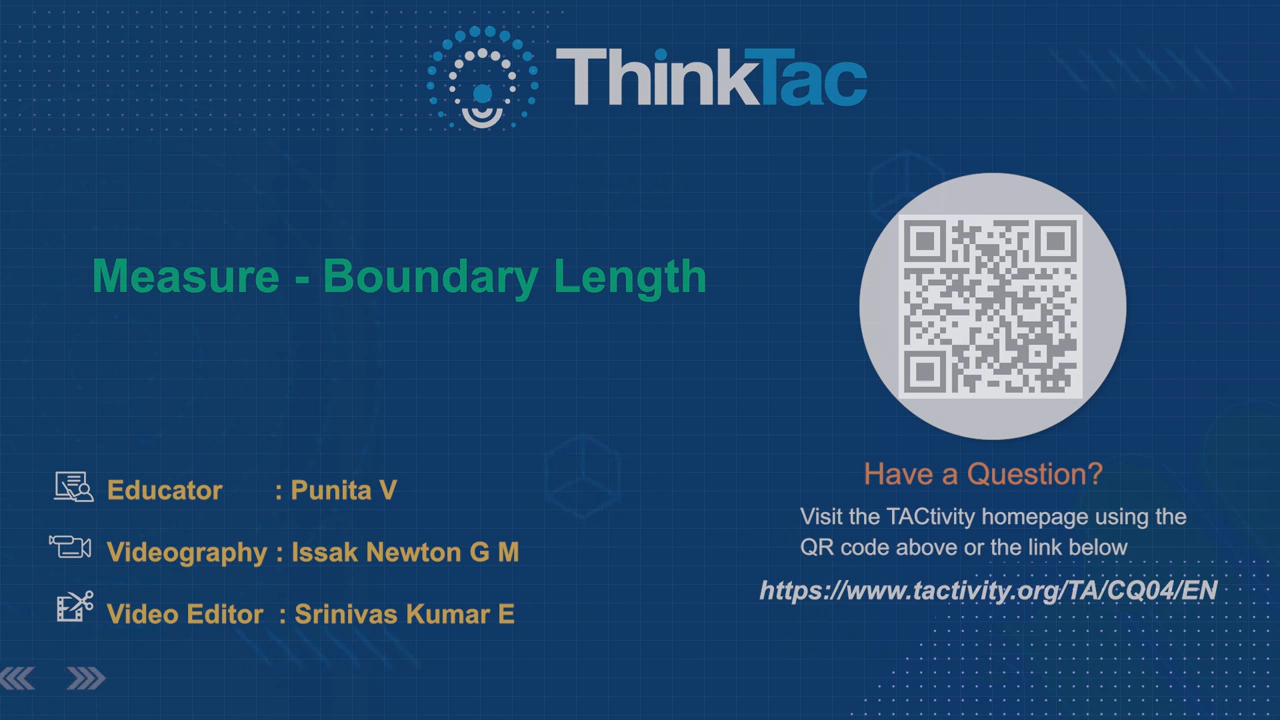 ThinkTac
Measure - Boundary Length
Educator : Punita V
Videography : Issak Newton G M
Video Editor : Srinivas Kumar E
Have a Question?
Visit the TACtivity homepage using the
QR code above or the link below
https://www.tactivity.org/TA/CQ04/EN